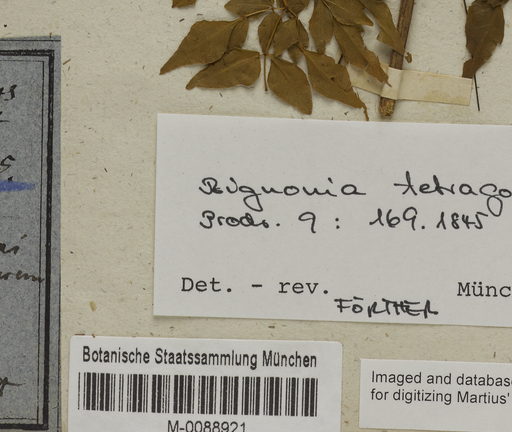 Bignonia tetrago
Prodr. 9 : 169. 1845
Det. - rev.
FÖRTHER
Münc
Botanische Staatssammlung München
M-0088921
Imaged and database
for digitizing Martius'